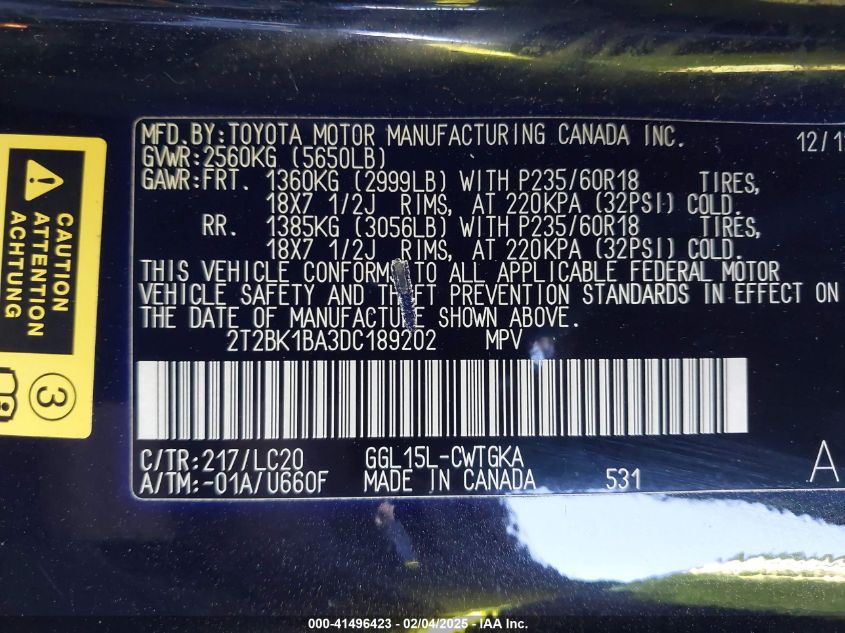 MFD.BY:TOYOTA MOTOR MANUFACTURING CANADA INC. 12/1
GVWR:2560KG (5650LB)
GAWR:FRT. 1360KG (2999LB) WITH P235/60R18 TIRES,
18X7 1/2J RIMS, AT 220KPA (32PSI) COLD.
RR. 1385KG (3056LB) WITH P235/60R18 TIRES,
18X7 1/2J RIMS, AT 220KPA (32PSI) COLD.
THIS VEHICLE CONFORMS TO ALL APPLICABLE FEDERAL MOTOR
VEHICLE SAFETY AND THEFT PREVENTION STANDARDS IN EFFECT ON
THE DATE OF MANUFACTURE SHOWN ABOVE.
2T2BK1BA3DC189202 MPV
C/TR:217/LC20 GGL15L-CWTGKA A
A/TM:-01A/U660F MADE IN CANADA 531
CAUTION
ATTENTION
ACHTUNG
3
000-41496423 - 02/04/2025 - IAA Inc.